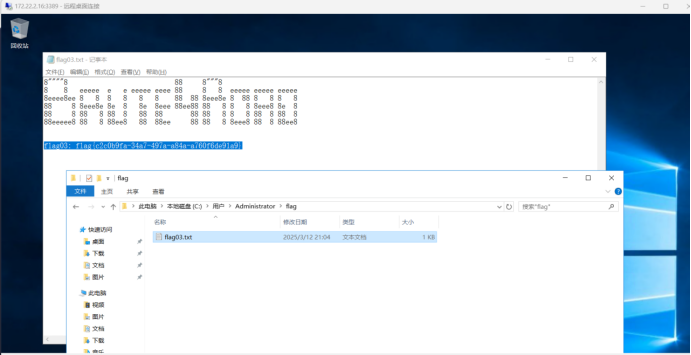 172.22.2.16:3389 - 远程桌面连接
回收站
flag03.txt - 记事本
文件(F) 编辑(E) 格式(O) 查看(V) 帮助(H)
flag03: flag{c2c0b9fa-34a7-497a-a84a-a760f6de91a9}
flag
文件 主页 共享 查看
此电脑 > 本地磁盘 (C:) > 用户 > Administrator > flag
搜索"flag"
名称 修改日期 类型 大小
快速访问
flag03.txt 2025/3/12 21:04 文本文档 1 KB
桌面
下载
文档
图片
此电脑
视频
图片
文档
下载
音乐